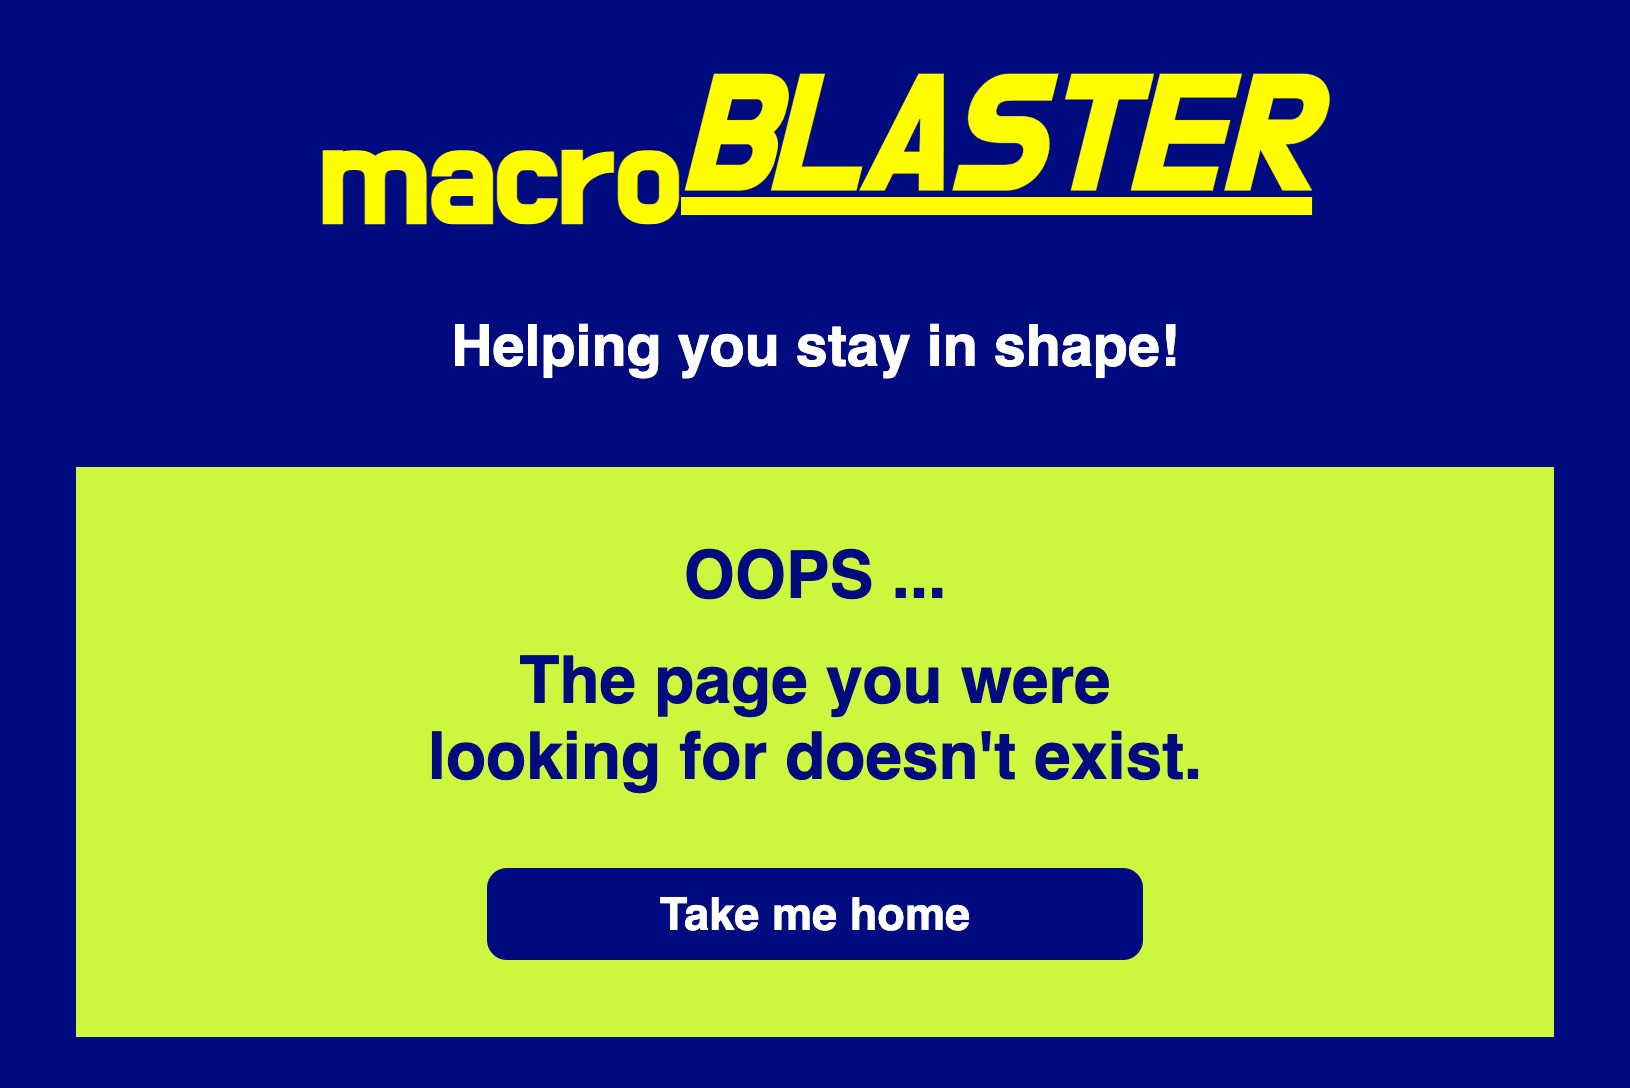 macroBLASTER
Helping you stay in shape!
OOPS ...
The page you were
looking for doesn't exist.
Take me home